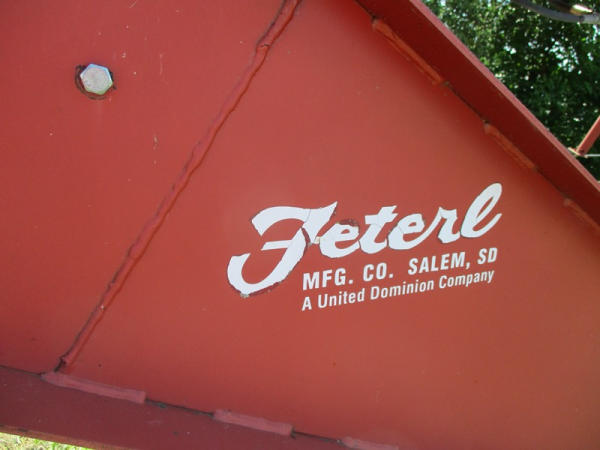 Feterl
MFG. CO. SALEM, SD
A United Dominion Company